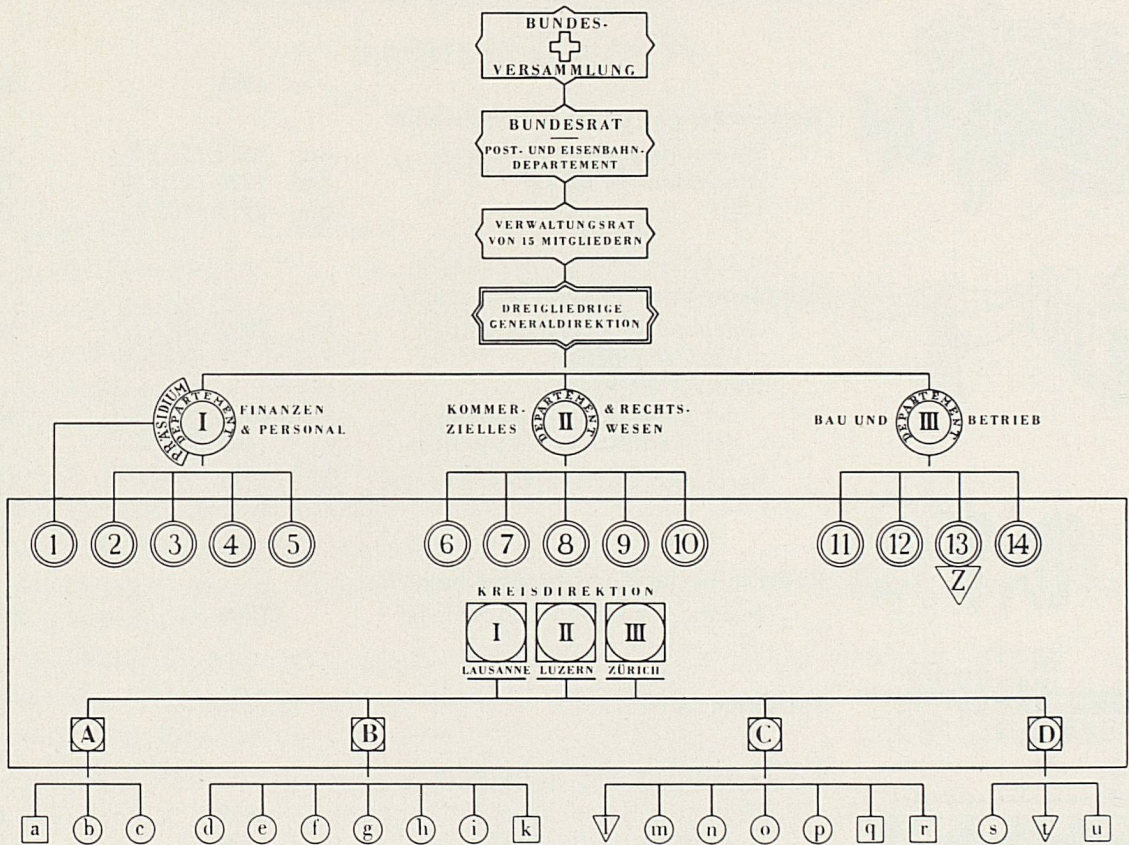 BUNDES-
VERSAMMLUNG
BUNDESRAT
POST- UND EISENBAHN-
DEPARTEMENT
VERWALTUNGSRAT
VON 15 MITGLIEDERN
DREIGLIEDRIGE
GENERALDIREKTION
PRÄSIDIUM
DEPARTEMENT
I
FINANZEN
& PERSONAL
KOMMER-
ZIELLES
DEPARTEMENT
II
& RECHTS-
WESEN
BAU UND
DEPARTEMENT
III
BETRIEB
1 2 3 4 5 6 7 8 9 10 11 12 13 14
Z
KREISDIREKTION
I II III
LAUSANNE LUZERN ZÜRICH
A B C D
a b c d e f g h i k l m n o p q r s t u